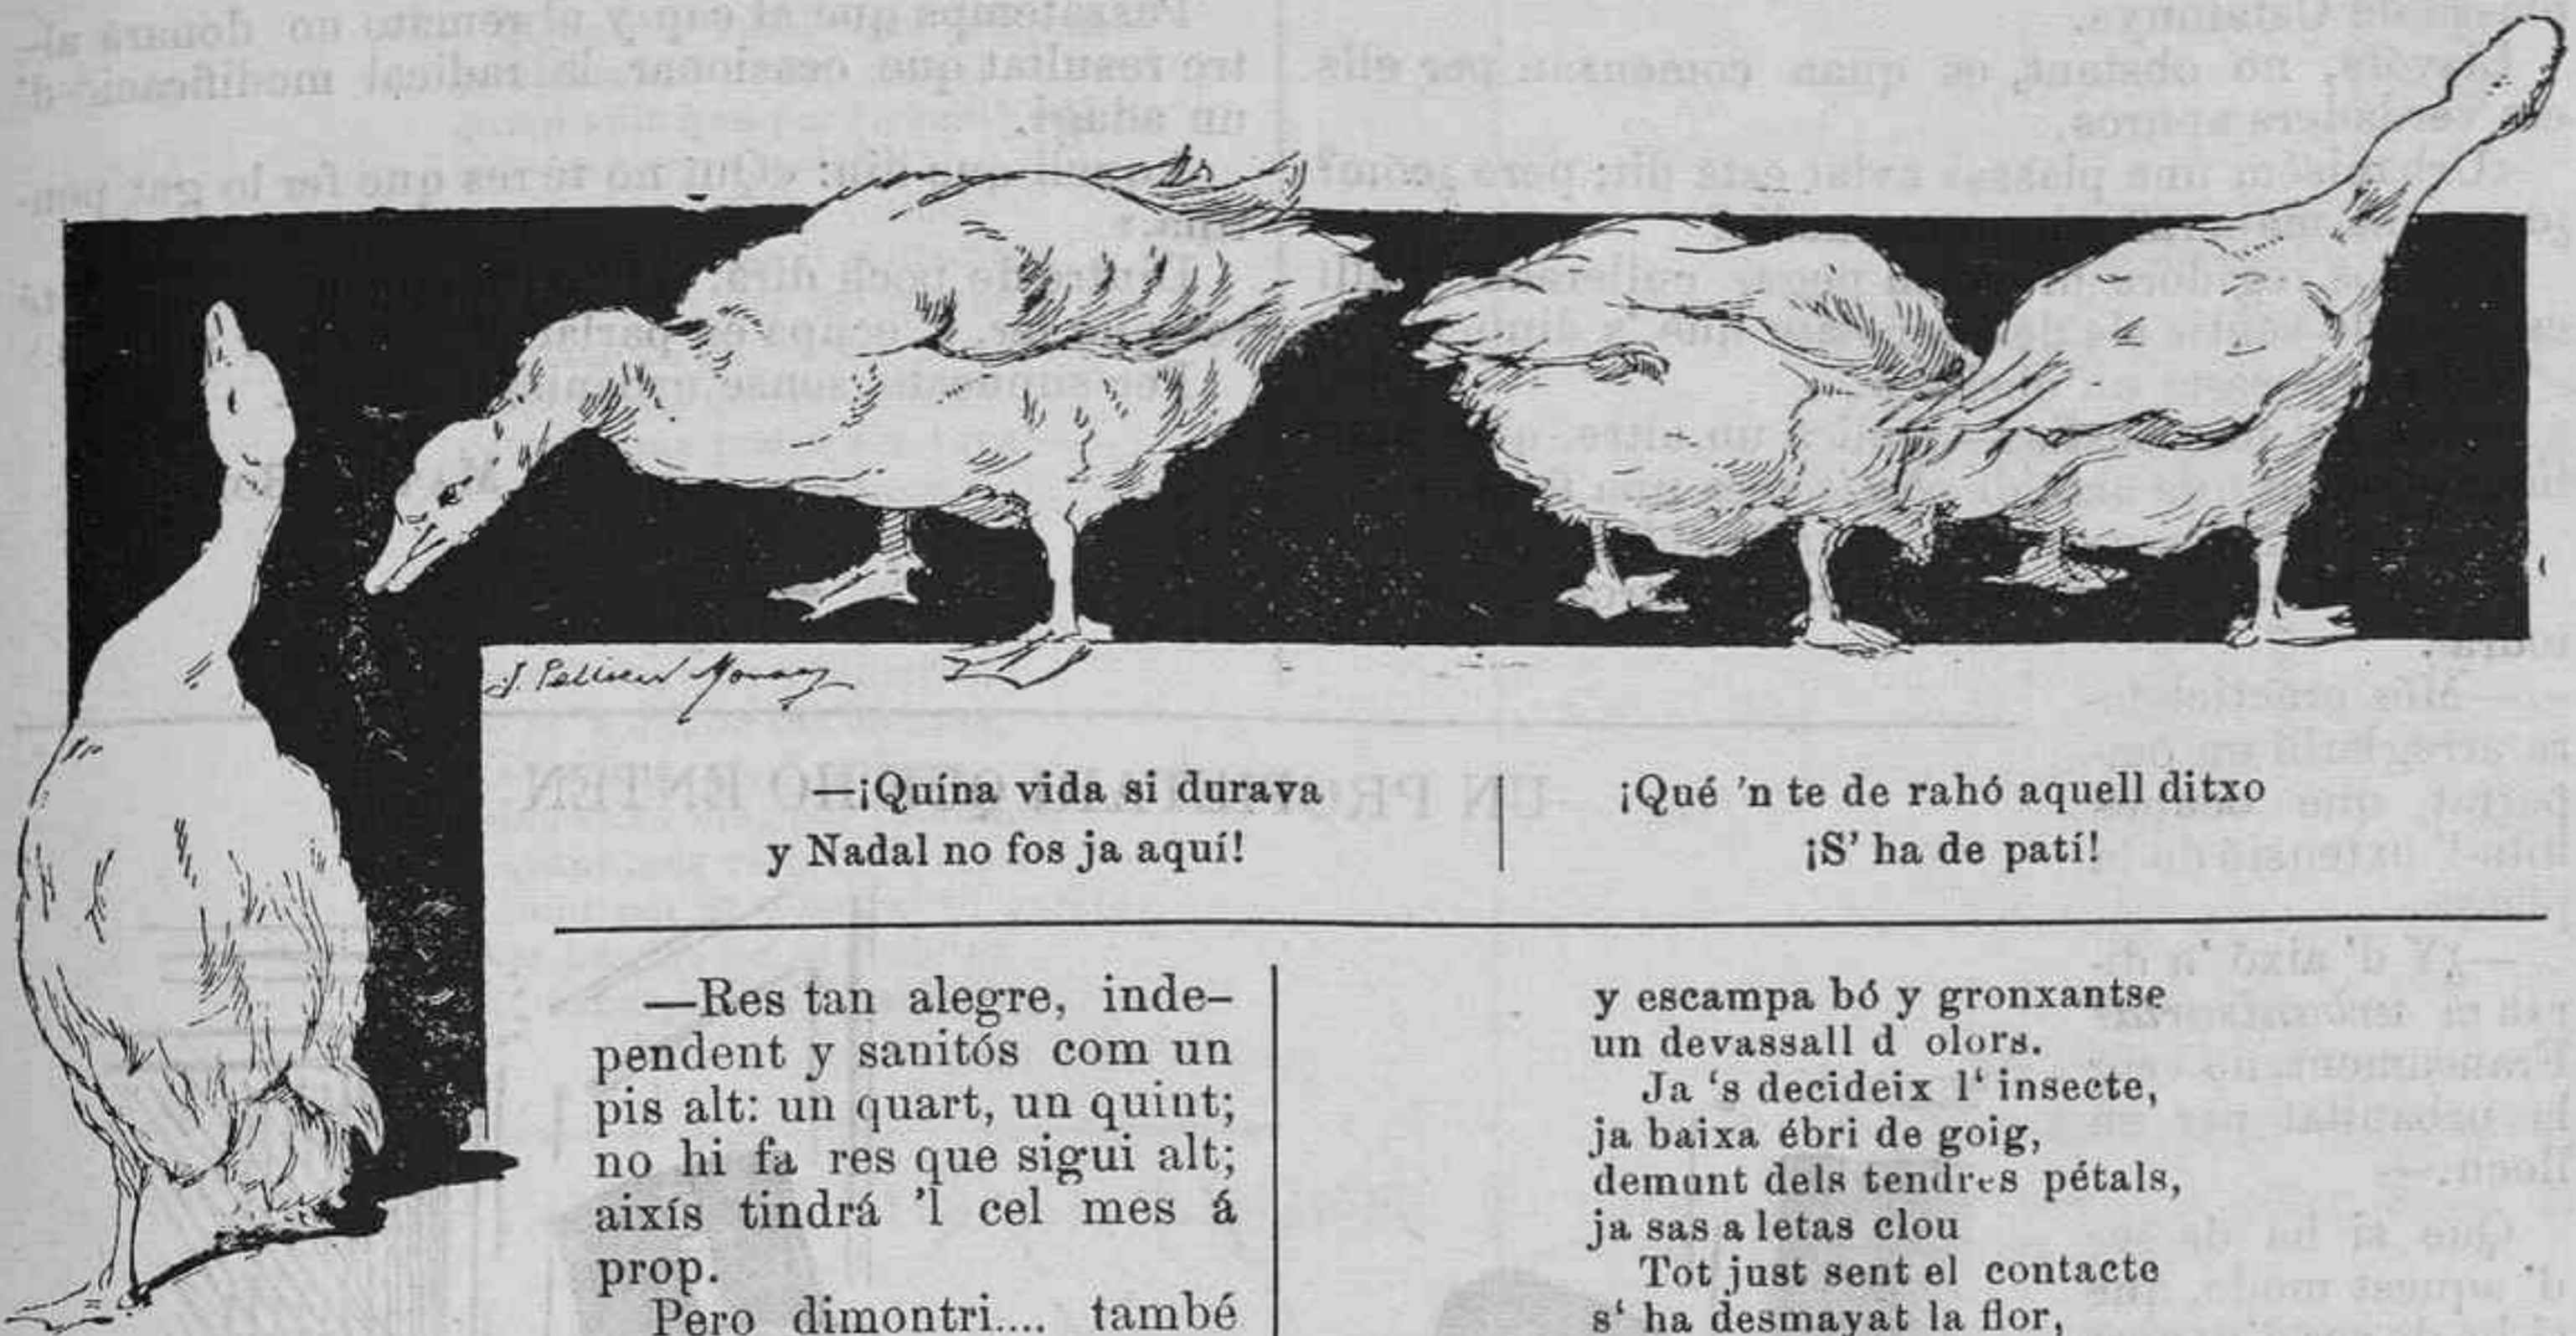 J. Pellicer Monseny
—¡Quína vida si durava
y Nadal no fos ja aquí!
¡Qué 'n te de rahó aquell ditxo
¡S' ha de patí!
—Res tan alegre, inde-
pendent y sanitós com un
pis alt: un quart, un quint;
no hi fa res que sigui alt;
aixís tindrá 'l cel mes á
prop.
Pero dimontri.... també
y escampa bó y gronxantse
un devassall d olors.
Ja ‘s decideix l‘ insecte,
ja baixa ébri de goig,
demunt dels tendres pétals,
ja sas a letas clou
Tot just sent el contacte
s‘ ha desmayat la flor,